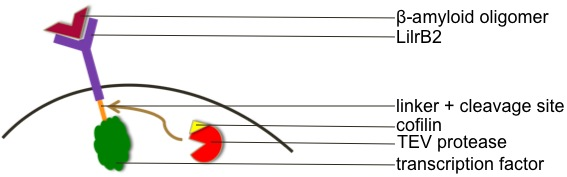 β-amyloid oligomer
LilrB2
linker + cleavage site
cofilin
TEV protease
transcription factor